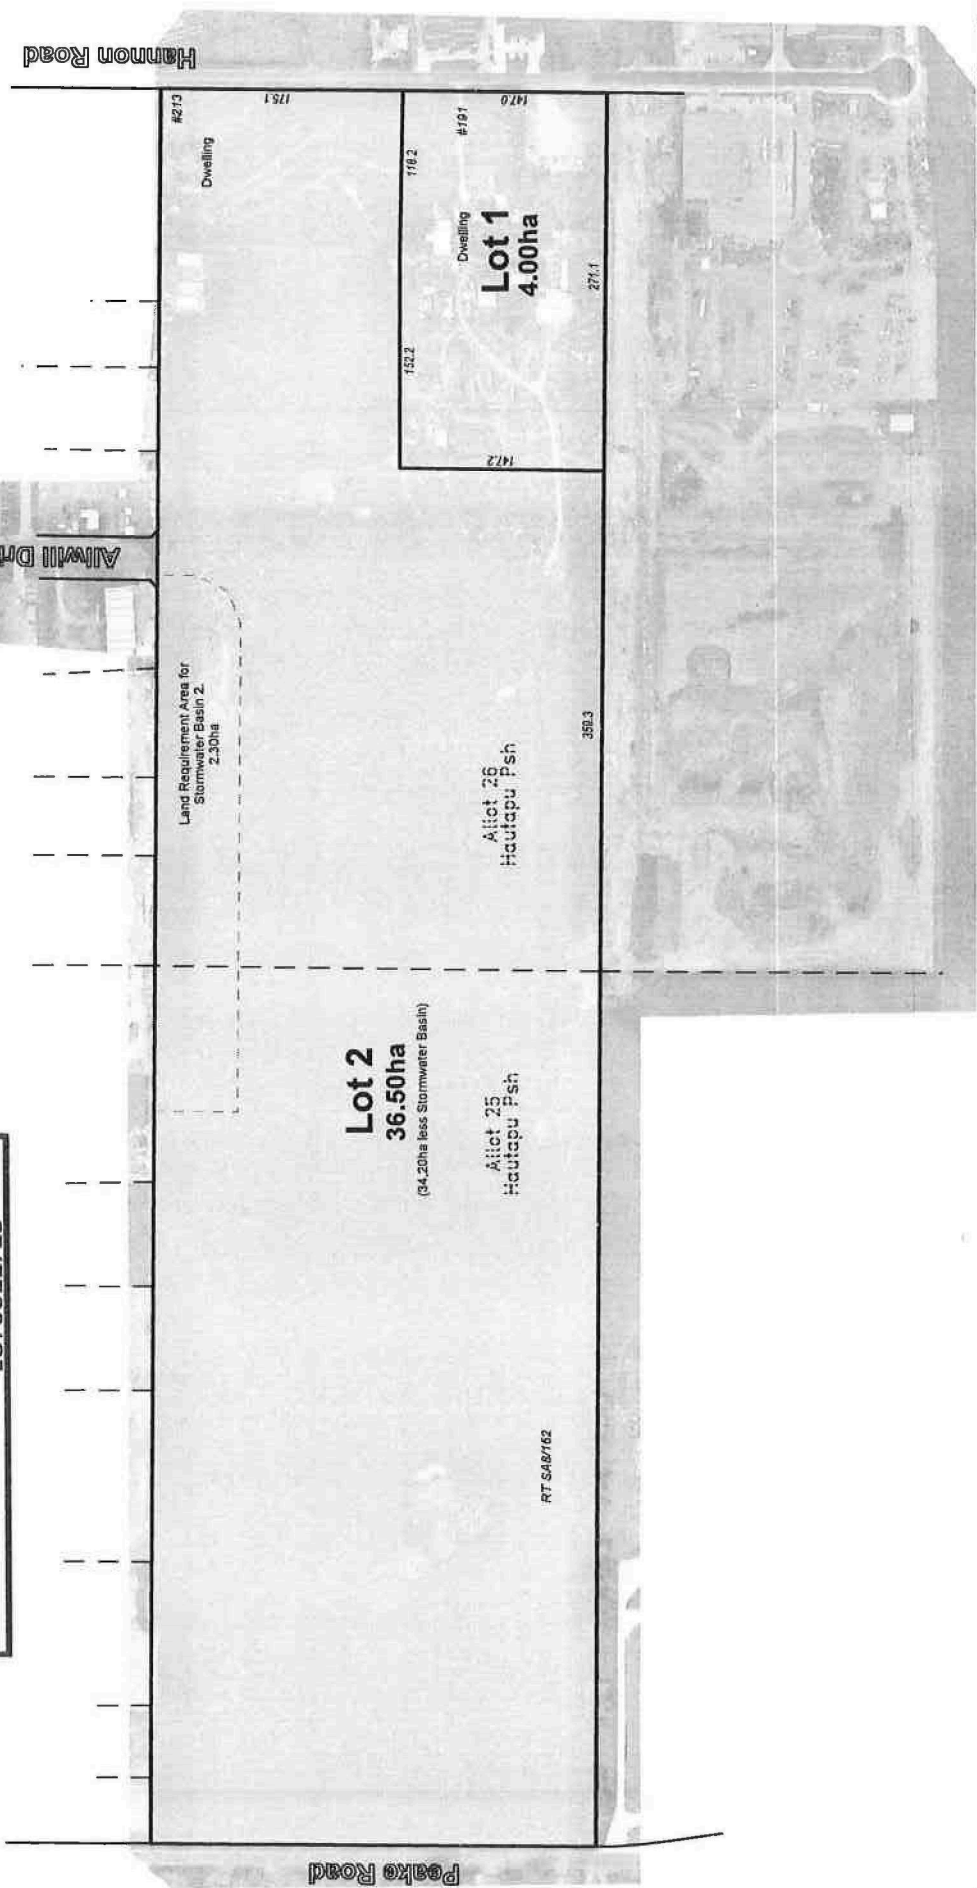 Hannon Road
#213
175.1
147.0
#191
Dwelling
118.2
Dwelling
Lot 1
4.00ha
271.1
152.2
147.2
Allwill
Land Requirement Area for
Stormwater Basin 2.
2.30ha
359.3
Allot 26
Hautapu Psh
Lot 2
36.50ha
(34.20ha less Stormwater Basin)
Allot 25
Hautapu Psh
RT SA8/162
Peake Road